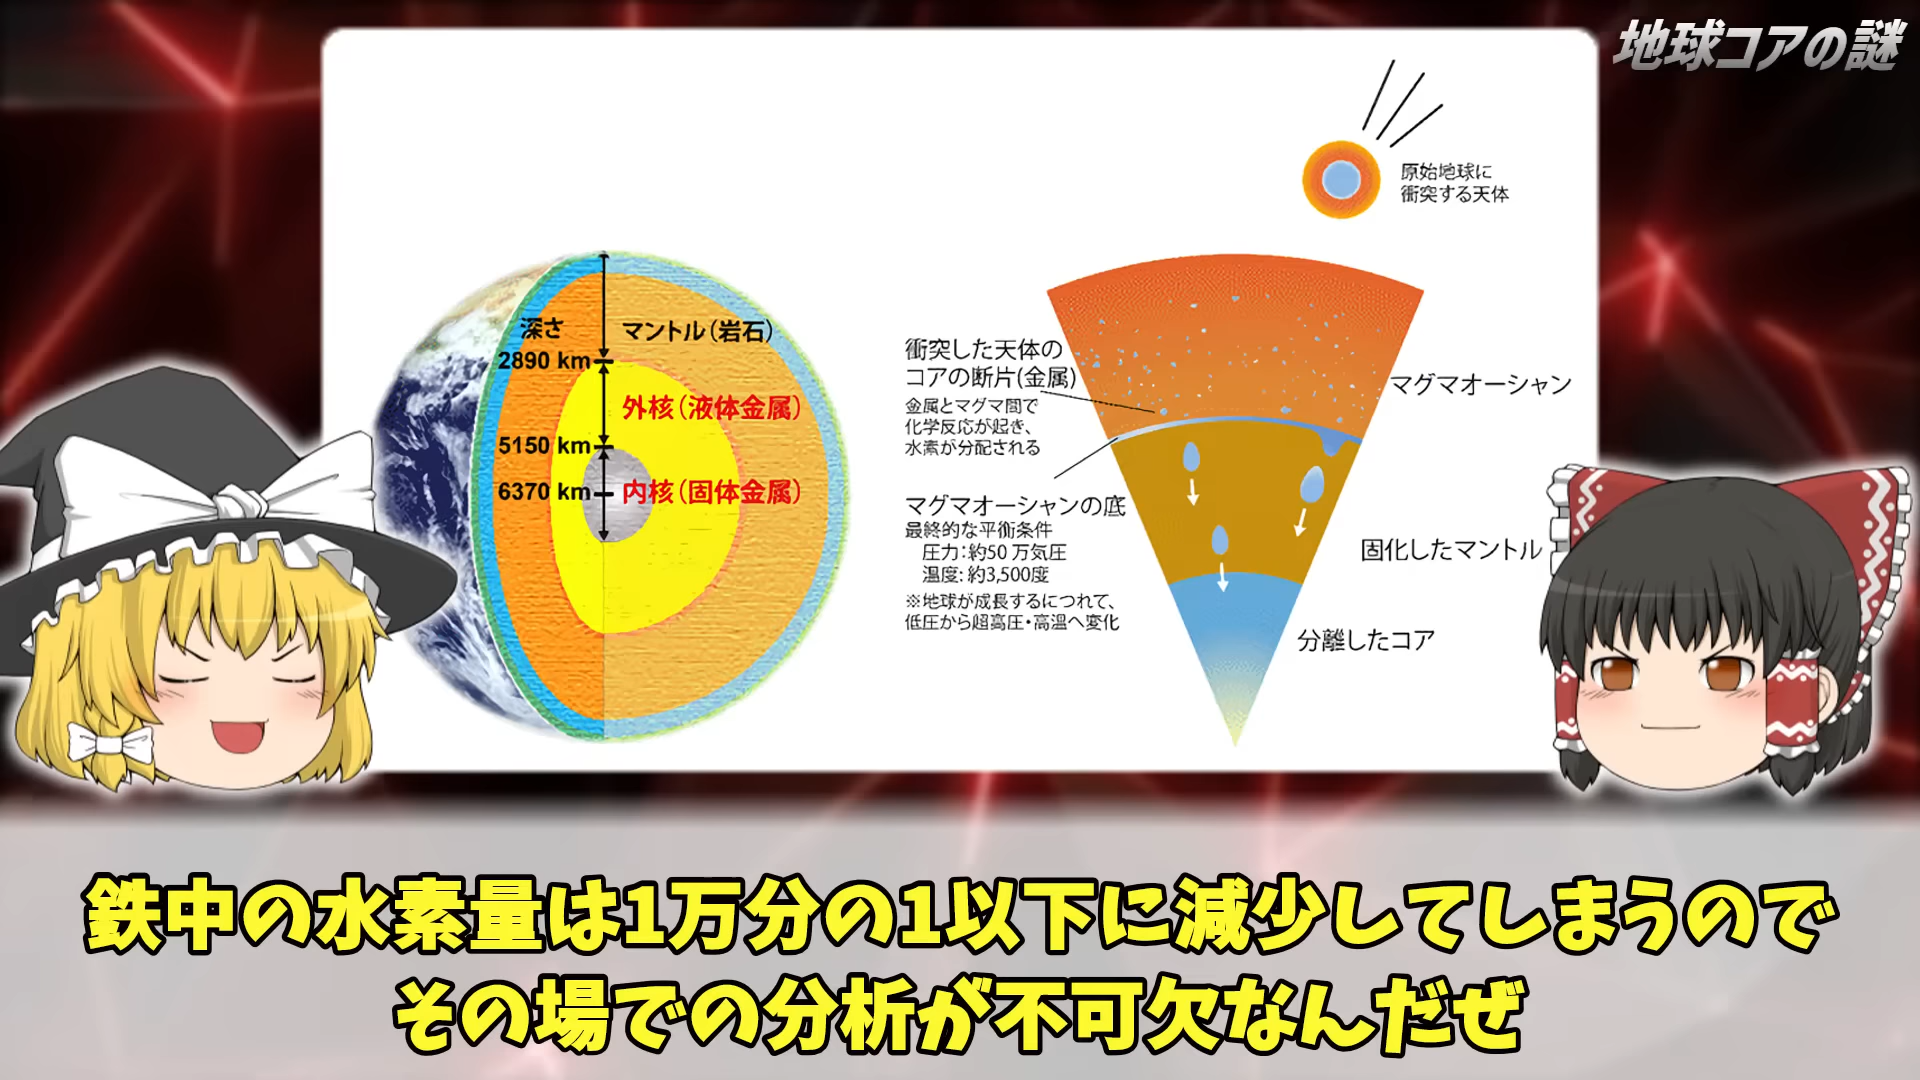 地球コアの謎
原始地球に
衝突する天体
深さ
マントル（岩石）
2890 km
外核（液体金属）
5150 km
6370 km
内核（固体金属）
衝突した天体の
コアの断片(金属)
金属とマグマ間で
化学反応が起き、
水素が分配される
マグマオーシャン
マグマオーシャンの底
最終的な平衡条件
圧力：約50 万気圧
温度: 約3,500度
※地球が成長するにつれて、
低圧から超高圧・高温へ変化
固化したマントル
分離したコア
鉄中の水素量は1万分の1以下に減少してしまうので
その場での分析が不可欠なんだぜ